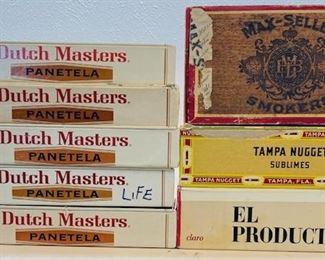 Dutch Masters®
PANETELA
Dutch Masters®
PANETELA
Dutch Masters®
PANETELA
Dutch Masters®
PANETELA
LIFE
Dutch Masters®
PANETELA
MAX-SELLE
SMOKERS
TAMPA NUGGET
SUBLIMES
TAMPA NUGGET TAMPA, FLA.
EL
claro PRODUCT